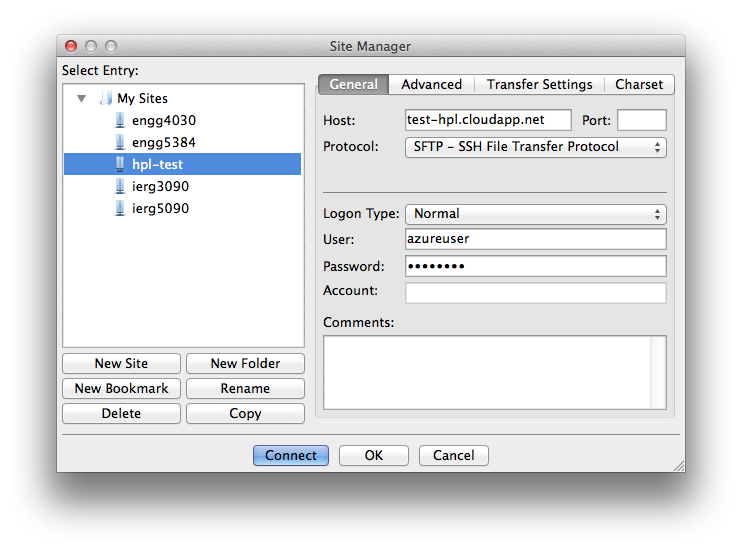 Site Manager
Select Entry:
My Sites
engg4030
engg5384
hpl-test
ierg3090
ierg5090
New Site New Folder
New Bookmark Rename
Delete Copy
General Advanced Transfer Settings Charset
Host: test-hpl.cloudapp.net Port:
Protocol: SFTP – SSH File Transfer Protocol
Logon Type: Normal
User: azureuser
Password: ••••••••
Account:
Comments:
Connect OK Cancel